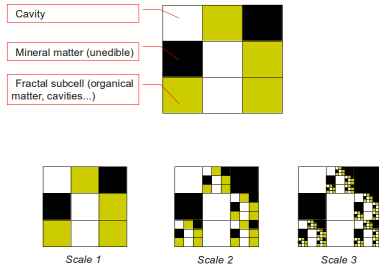 Cavity
Mineral matter (unedible)
Fractal subcell (organical
matter, cavities...)
Scale 1
Scale 2
Scale 3